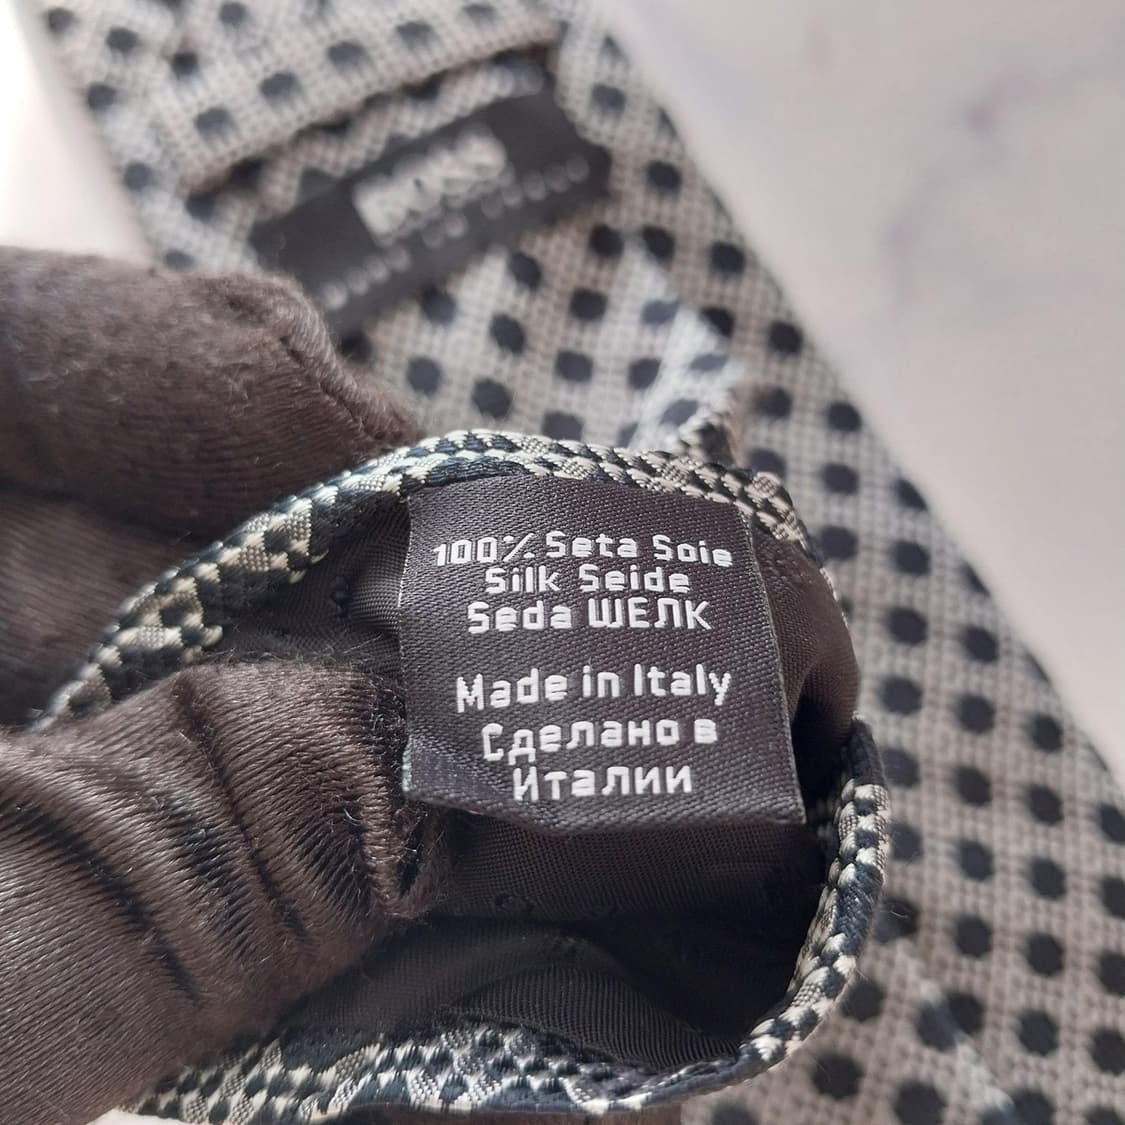 100% Seta Soie
Silk Seide
Seda ШЕЛК
Made in Italy
Сделано в
Италии